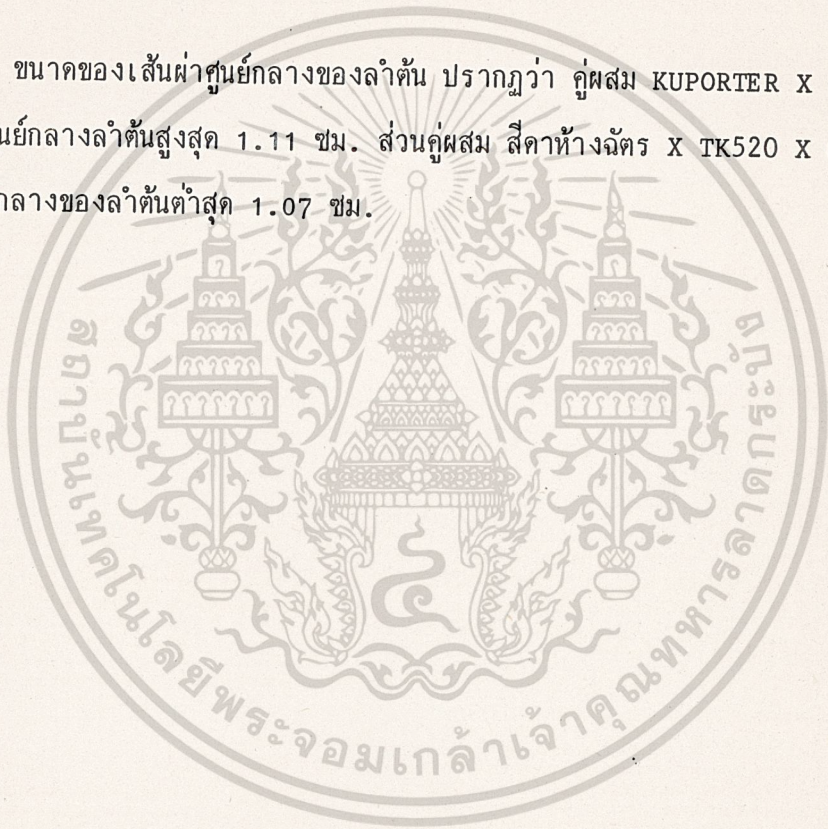 ขนาดของเส้นผ่าศูนย์กลางของลำต้น ปรากฏว่า คู่ผสม KUPORTER X
นย์กลางลำต้นสูงสุด 1.11 ซม. ส่วนคู่ผสม สีดาห้างฉัตร X TK520 X
กลางของลำต้นต่ำสุด 1.07 ซม.
สถาบันเทคโนโลยีพระจอมเกล้าเจ้าคุณทหารลาดกระบัง